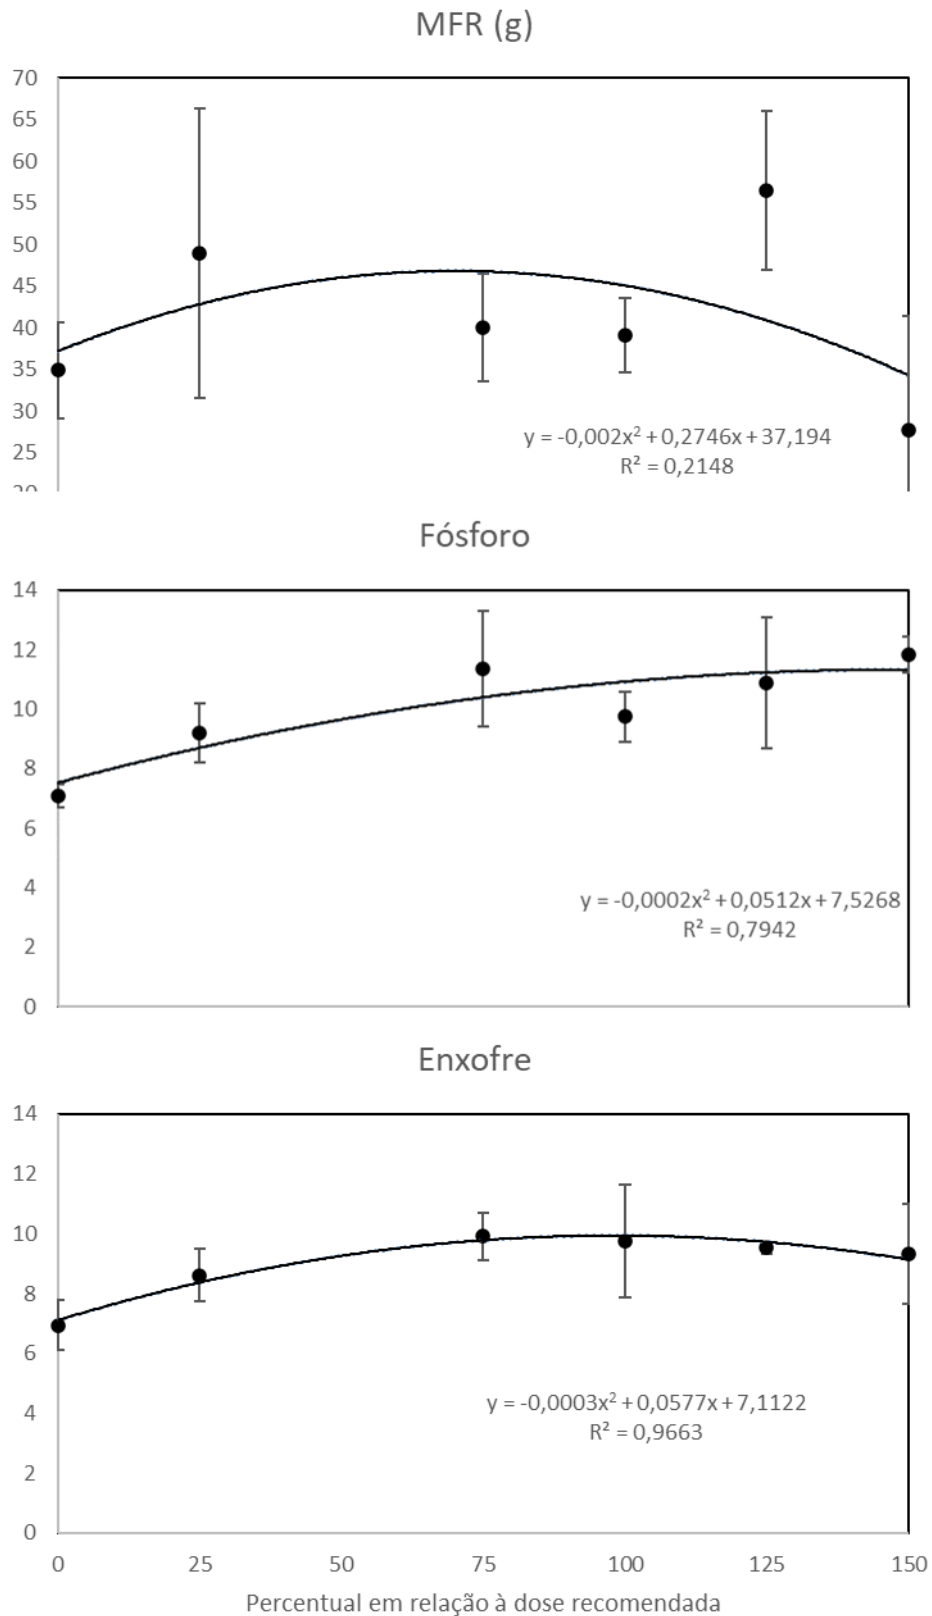 MFR (g)
70
65
60
55
50
45
40
35
30
25
20
y = -0,002x² + 0,2746x + 37,194
R² = 0,2148
Fósforo
14
12
10
8
6
4
2
0
y = -0,0002x² + 0,0512x + 7,5268
R² = 0,7942
Enxofre
14
12
10
8
6
4
2
0
y = -0,0003x² + 0,0577x + 7,1122
R² = 0,9663
0 25 50 75 100 125 150
Percentual em relação à dose recomendada